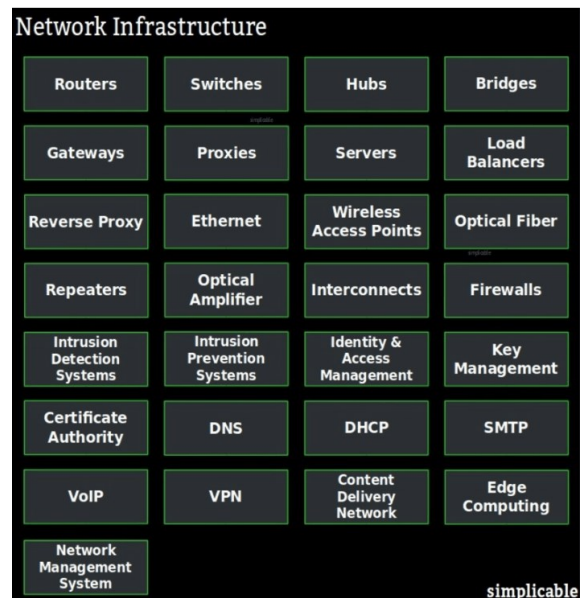 Network Infrastructure
Routers
Switches
Hubs
Bridges
simplicable
Gateways
Proxies
Servers
Load
Balancers
Reverse Proxy
Ethernet
Wireless
Access Points
Optical Fiber
simplicable
Repeaters
Optical
Amplifier
Interconnects
Firewalls
Intrusion
Detection
Systems
Intrusion
Prevention
Systems
Identity &
Access
Management
Key
Management
Certificate
Authority
DNS
DHCP
SMTP
VoIP
VPN
Content
Delivery
Network
Edge
Computing
Network
Management
System
simplicable